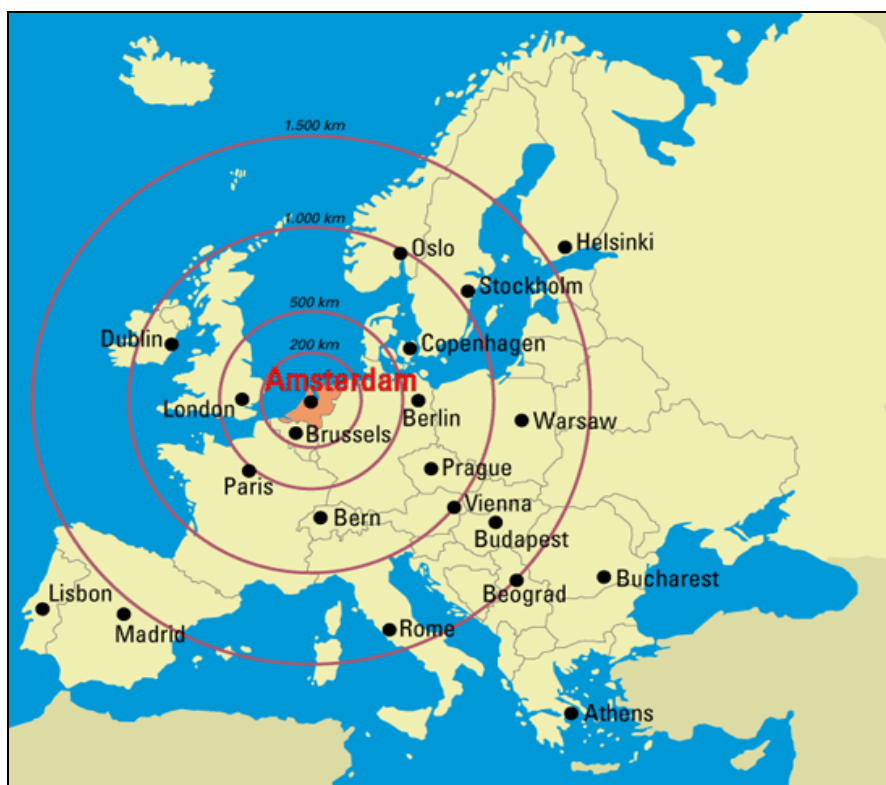 1.500 km
1.000 km
Oslo
Helsinki
Stockholm
500 km
Dublin
200 km
Copenhagen
Amsterdam
London
Berlin
Warsaw
Brussels
Prague
Paris
Vienna
Bern
Budapest
Beograd
Bucharest
Lisbon
Madrid
Rome
Athens